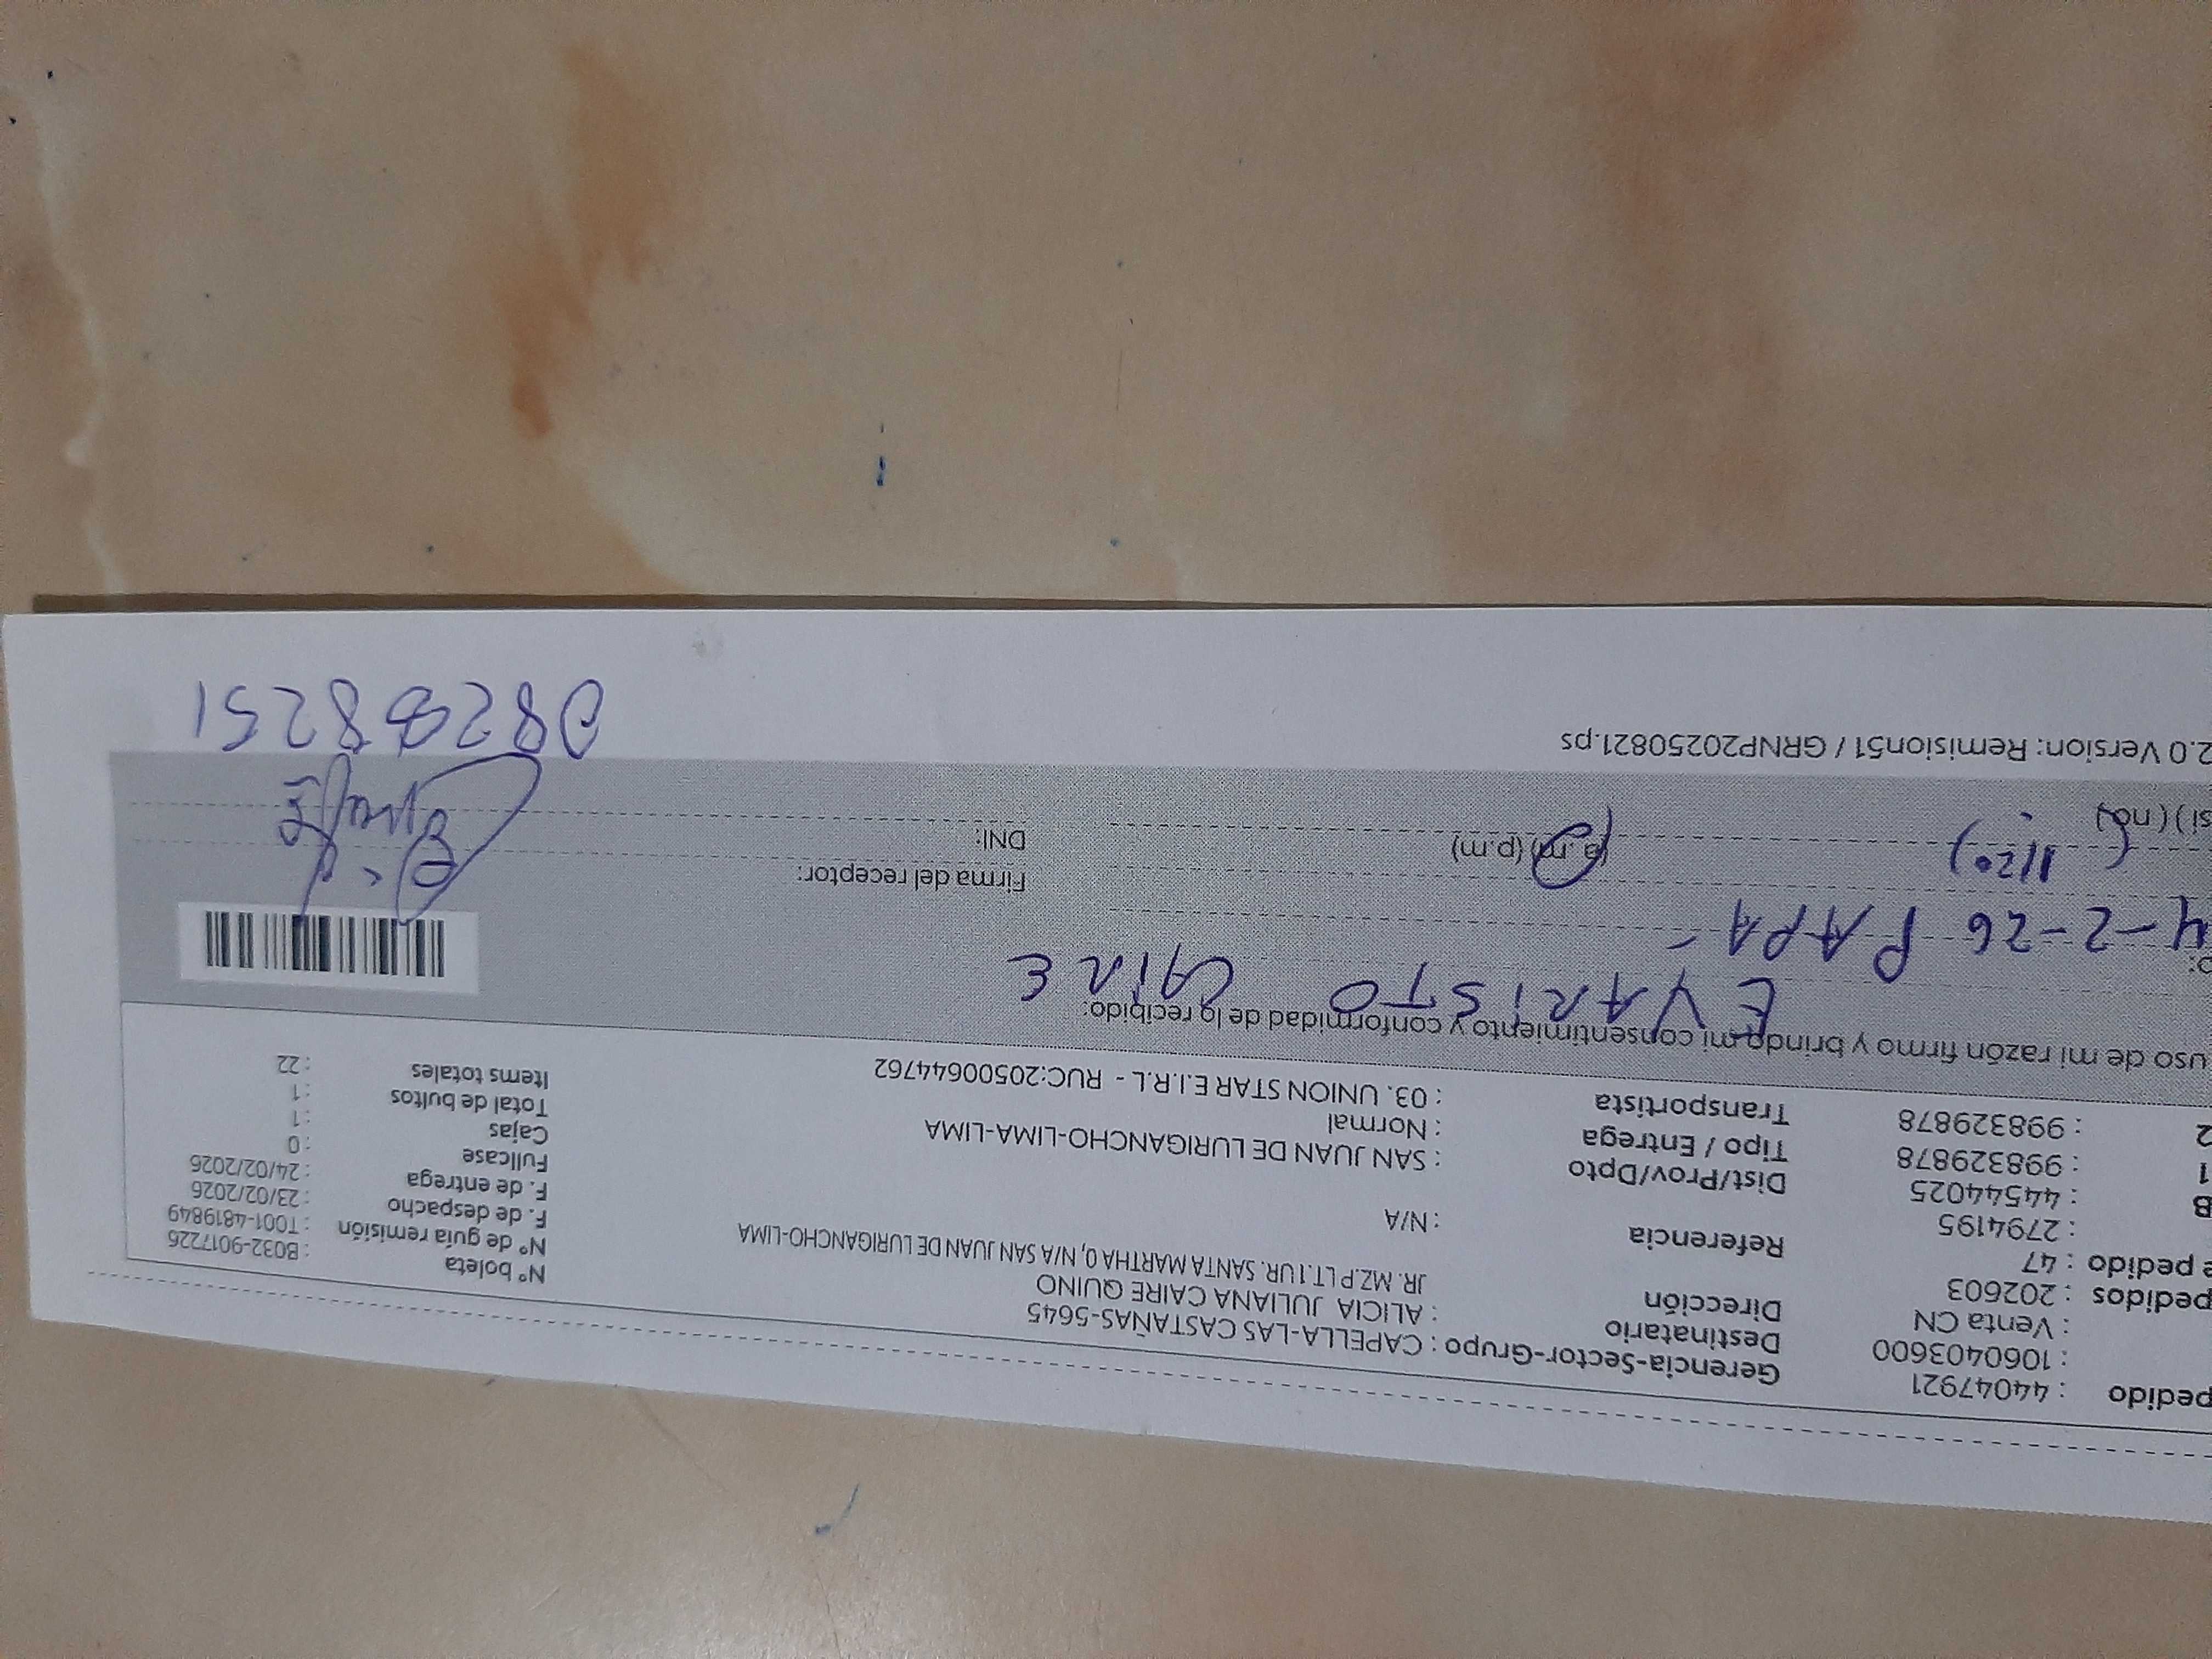 pedido : 44047921
: 1060403600
: Venta CN
pedidos : 202603
e pedido : 47
: 2794195
B : 44544025
1 : 998329878
2 : 998329878
Gerencia-Sector-Grupo : CAPELLA-LAS CASTAÑAS-5645
Destinatario : ALICIA JULIANA CAIRE QUINO
Dirección JR. MZ.P LT.1 UR. SANTA MARTHA 0, N/A SAN JUAN DE LURIGANCHO-LIMA
Referencia : N/A
Dist/Prov/Dpto : SAN JUAN DE LURIGANCHO-LIMA-LIMA
Tipo / Entrega : Normal
Transportista : 03. UNION STAR E.I.R.L - RUC:20500644762
N° boleta : B032-9017226
N° de guía remisión : T001-4819849
F. de despacho : 23/02/2026
F. de entrega : 24/02/2026
Fullcase : 0
Cajas : 1
Total de bultos : 1
Items totales : 22
uso de mi razón firmo y brindo mi consentimiento y conformidad de lo recibido:
EVARISTO CAIRE
4-2-26 PAPA-
Firma del receptor:
( 11/20 )
(a.m) (p.m)
DNI:
si ) ( no )
2.0 Version: Remision51 / GRNP20250821.ps